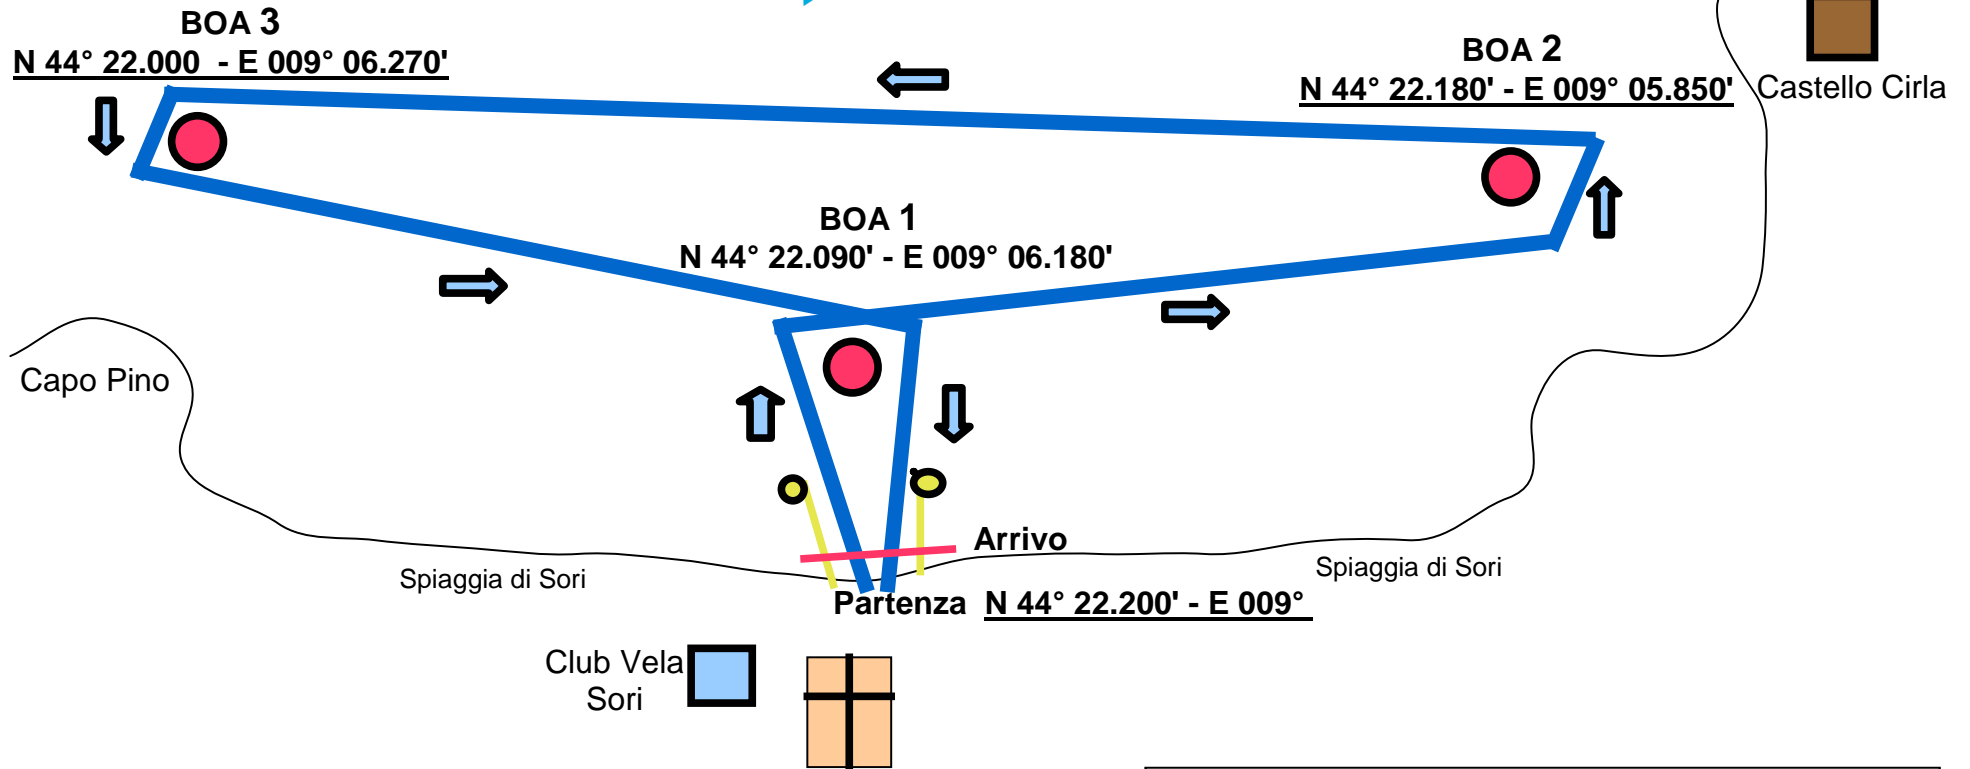 BOA 3
N 44° 22.000 - E 009° 06.270'
BOA 2
N 44° 22.180' - E 009° 05.850'
Castello Cirla
BOA 1
N 44° 22.090' - E 009° 06.180'
Capo Pino
Arrivo
Spiaggia di Sori
Spiaggia di Sori
Partenza N 44° 22.200' - E 009°
Club Vela
Sori